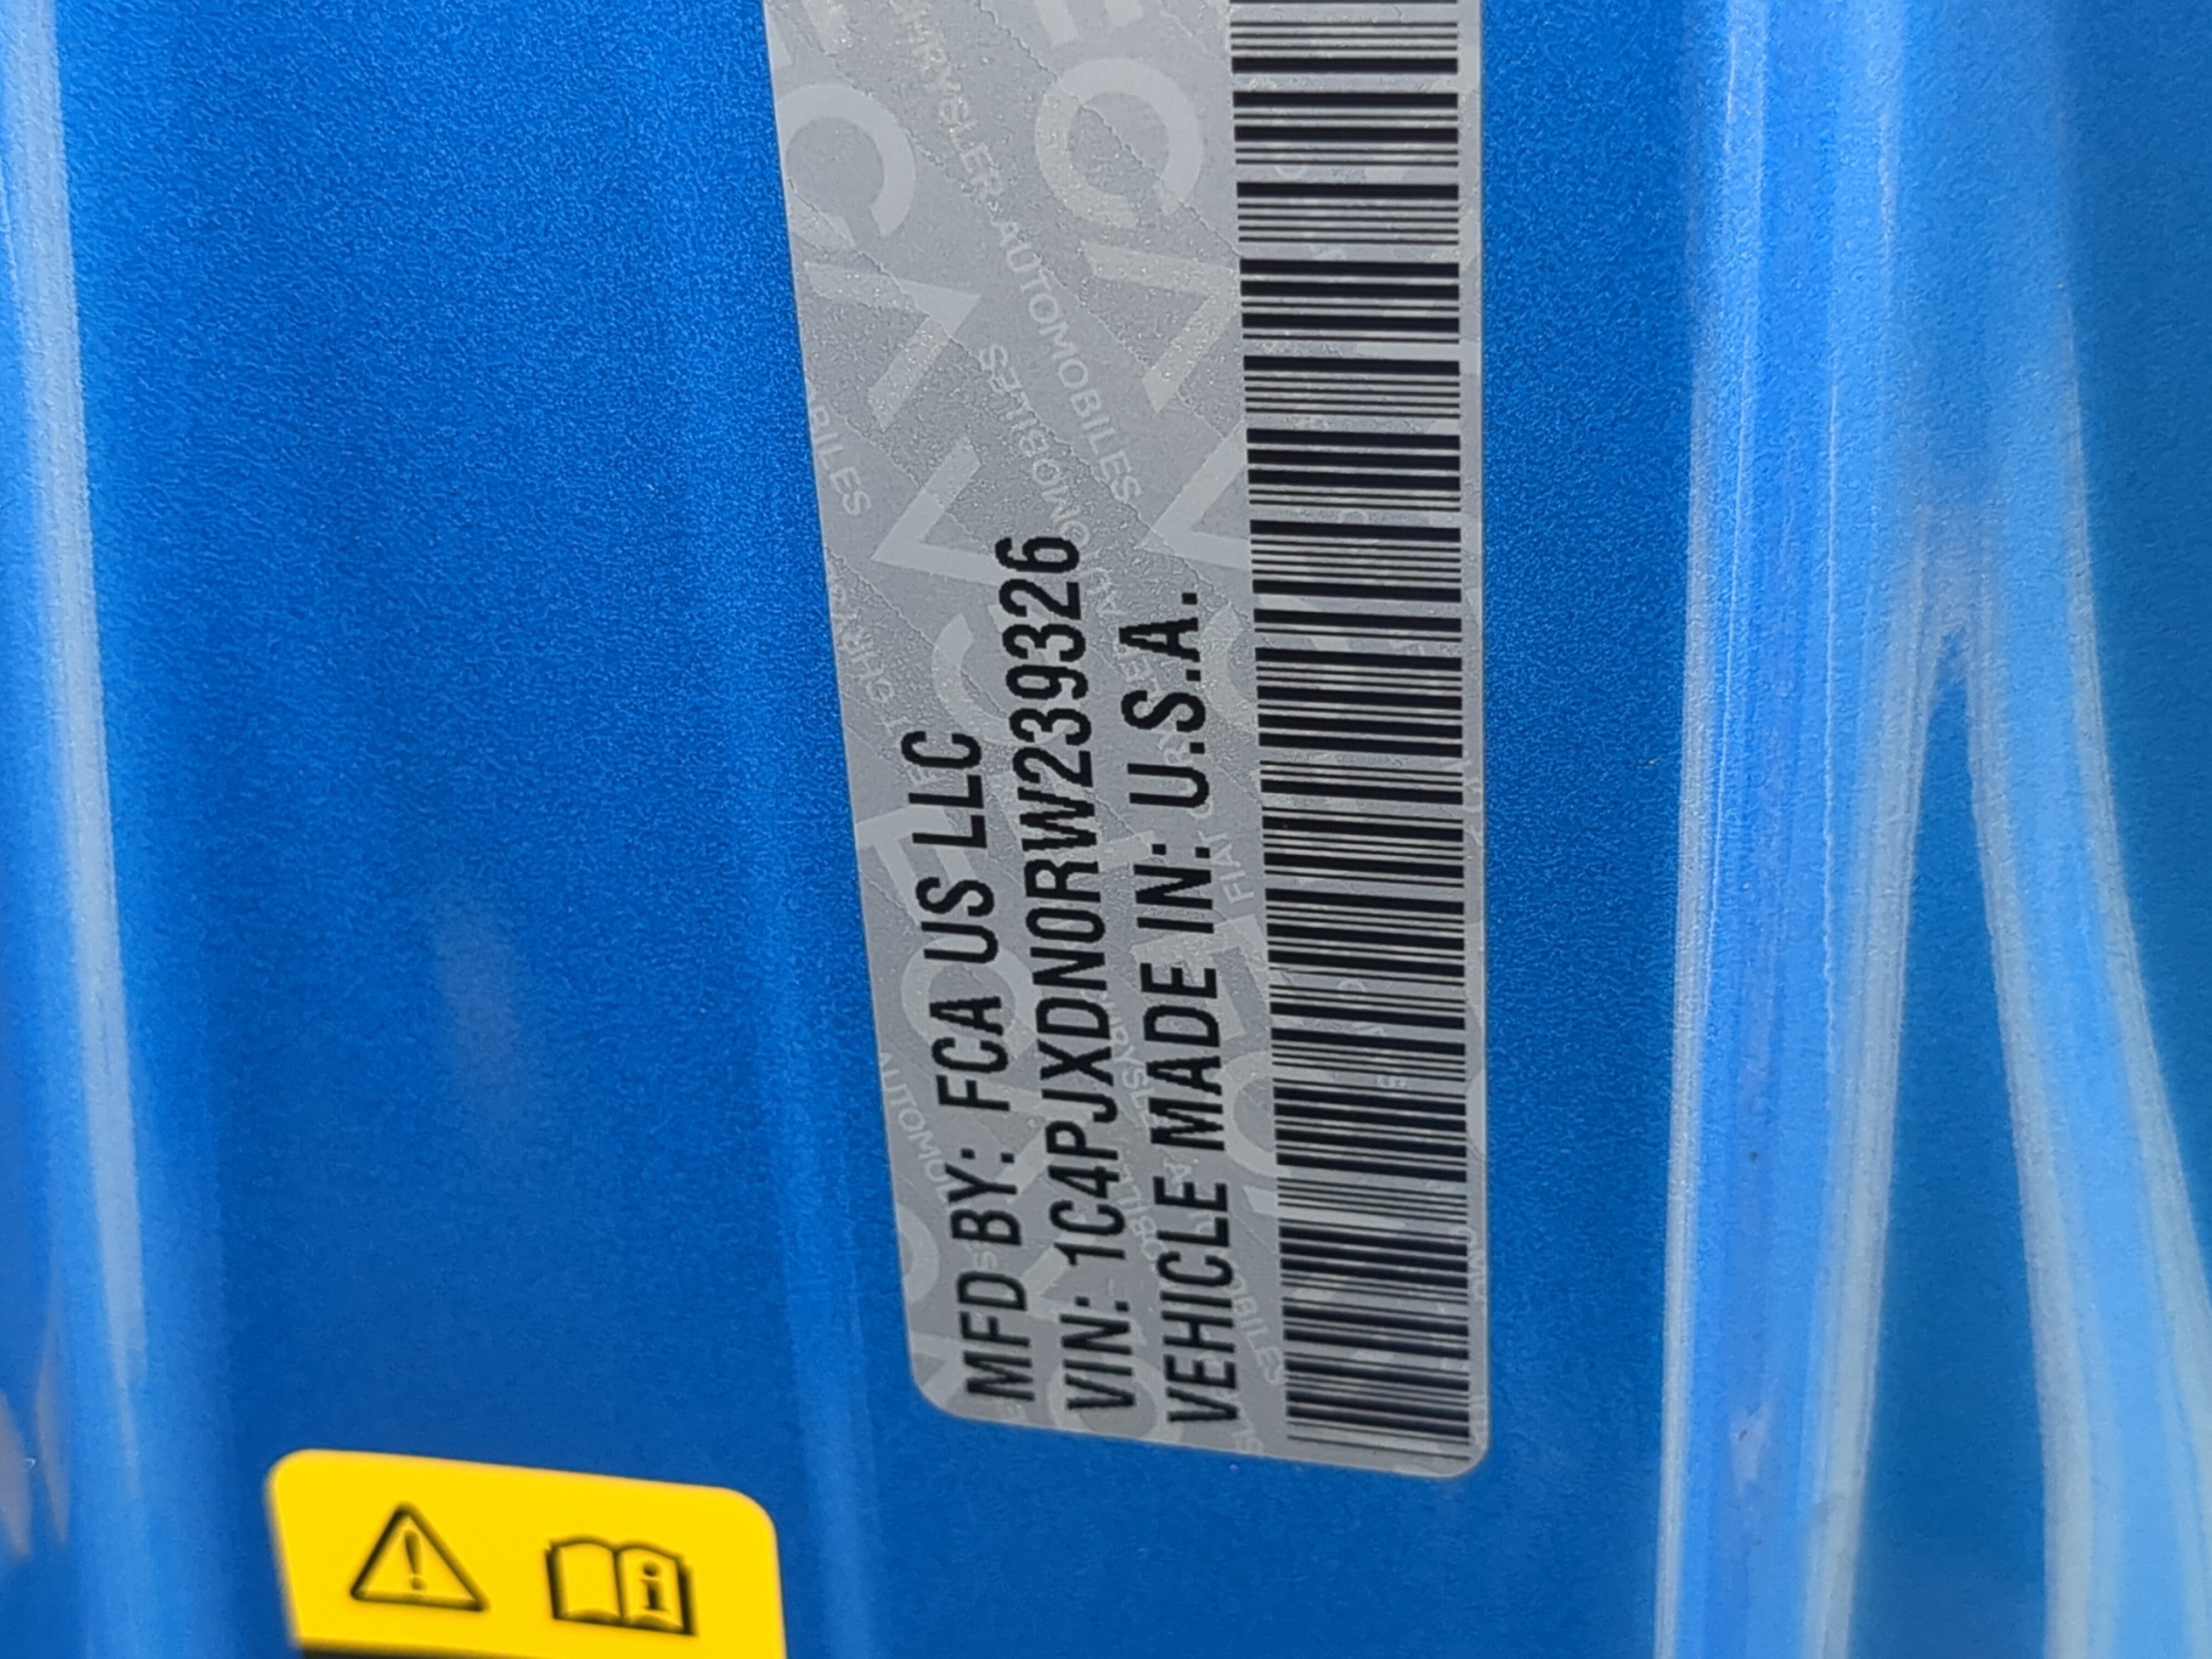 MFD BY: FCA US LLC
VIN: 1C4PJXDN0RW239326
VEHICLE MADE IN: U.S.A.